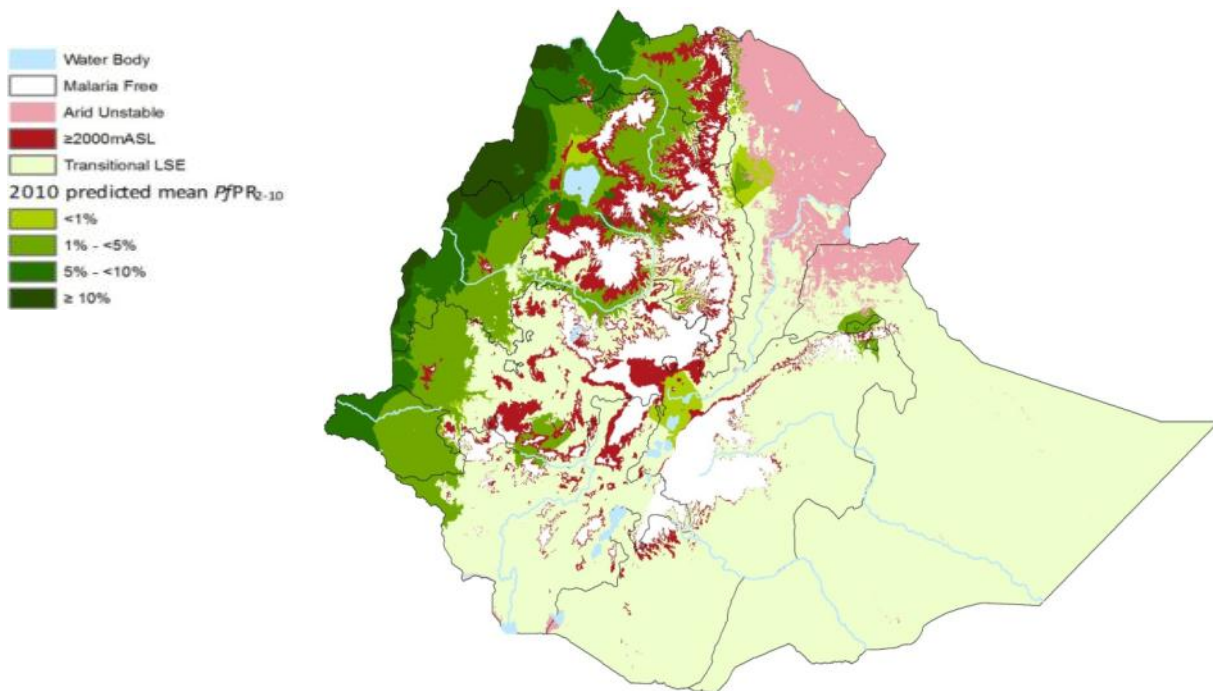 Water Body
Malaria Free
Arid Unstable
≥2000mASL
Transitional LSE
2010 predicted mean PfPR2-10
<1%
1% - <5%
5% - <10%
≥ 10%